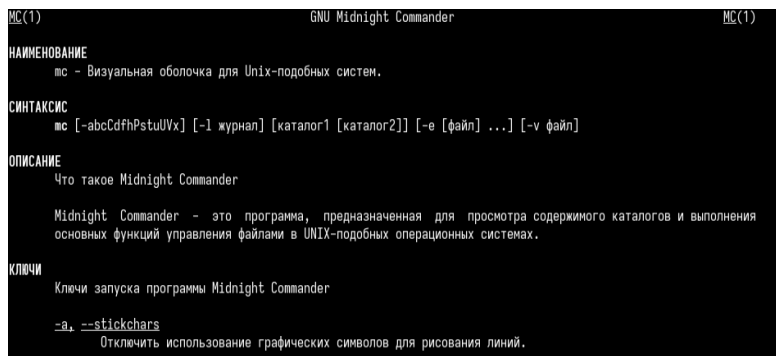 MC(1) GNU Midnight Commander MC(1)
НАИМЕНОВАНИЕ
mc - Визуальная оболочка для Unix-подобных систем.
СИНТАКСИС
mc [-abcCdfhPstuUVx] [-l журнал] [каталог1 [каталог2]] [-e [файл] ...] [-v файл]
ОПИСАНИЕ
Что такое Midnight Commander
Midnight Commander - это программа, предназначенная для просмотра содержимого каталогов и выполнения
основных функций управления файлами в UNIX-подобных операционных системах.
КЛЮЧИ
Ключи запуска программы Midnight Commander
-a, --stickchars
Отключить использование графических символов для рисования линий.